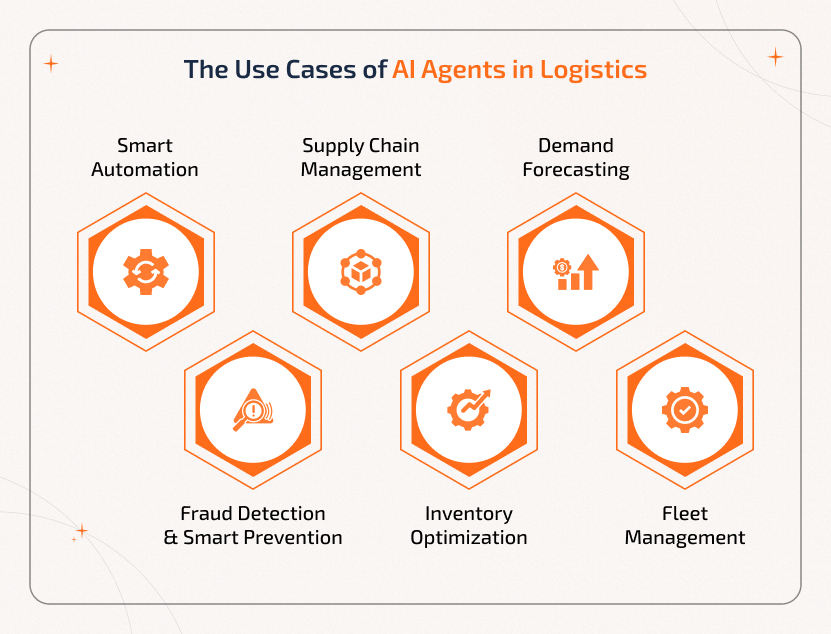 The Use Cases of AI Agents in Logistics
Smart
Automation
Supply Chain
Management
Demand
Forecasting
Fraud Detection
& Smart Prevention
Inventory
Optimization
Fleet
Management